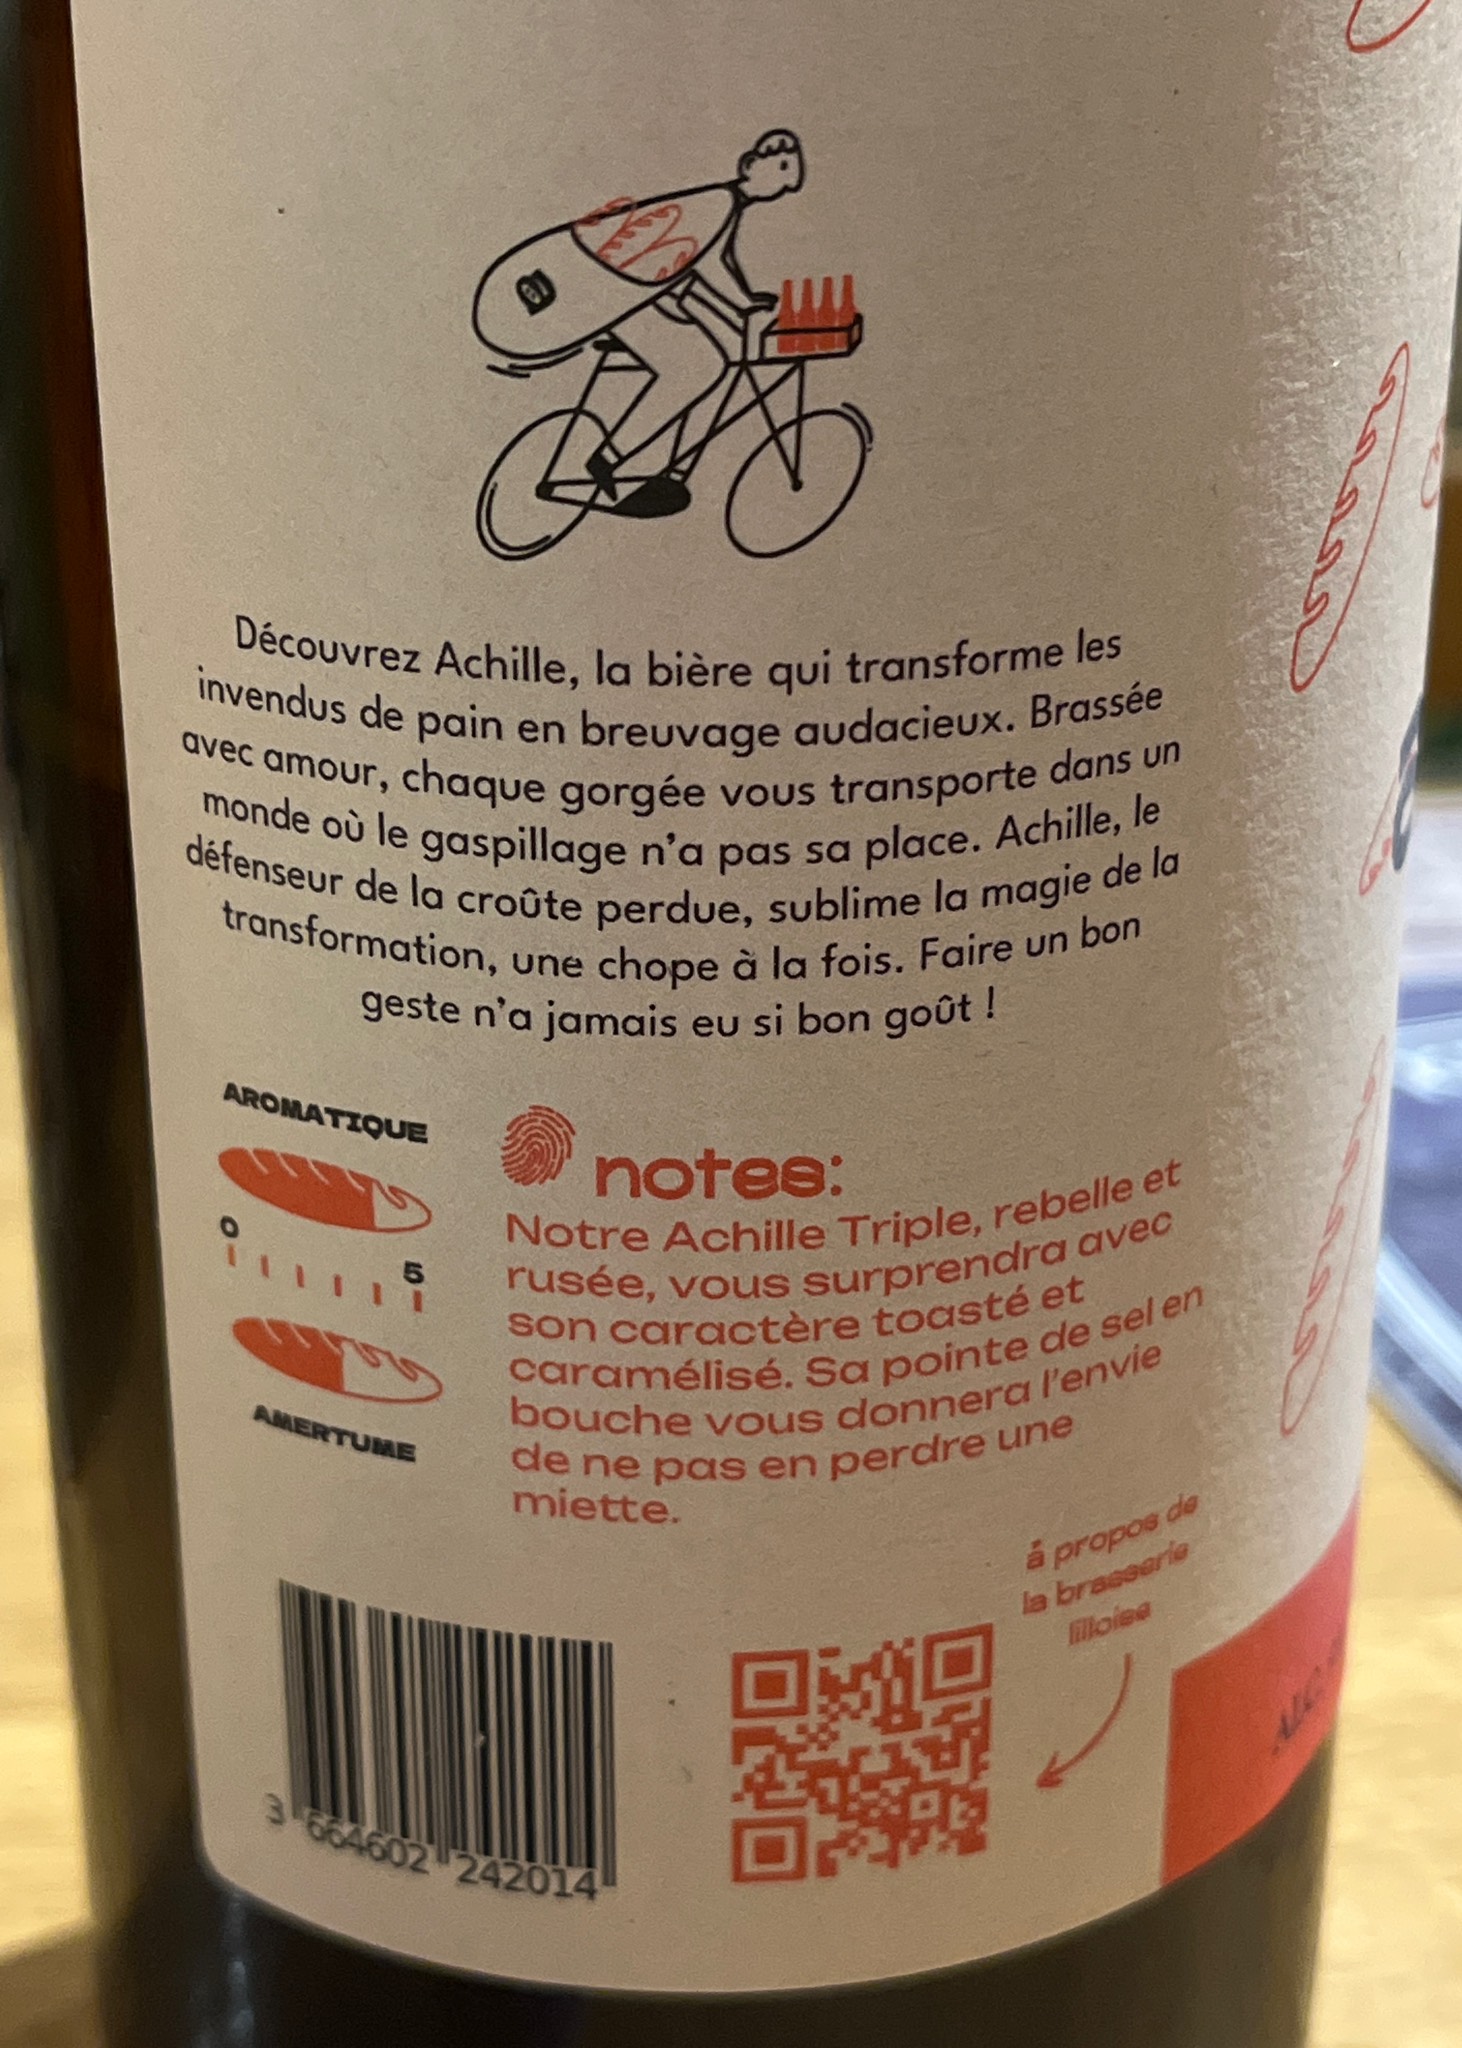 Découvrez Achille, la bière qui transforme les
invendus de pain en breuvage audacieux. Brassée
avec amour, chaque gorgée vous transporte dans un
monde où le gaspillage n'a pas sa place. Achille, le
défenseur de la croûte perdue, sublime la magie de la
transformation, une chope à la fois. Faire un bon
geste n'a jamais eu si bon goût !
AROMATIQUE
0
5
AMERTUME
notes:
Notre Achille Triple, rebelle et
rusée, vous surprendra avec
son caractère toasté et
caramélisé. Sa pointe de sel en
bouche vous donnera l'envie
de ne pas en perdre une
miette.
à propos de
la brasserie
lilloise
3 664602 242014
ALC.